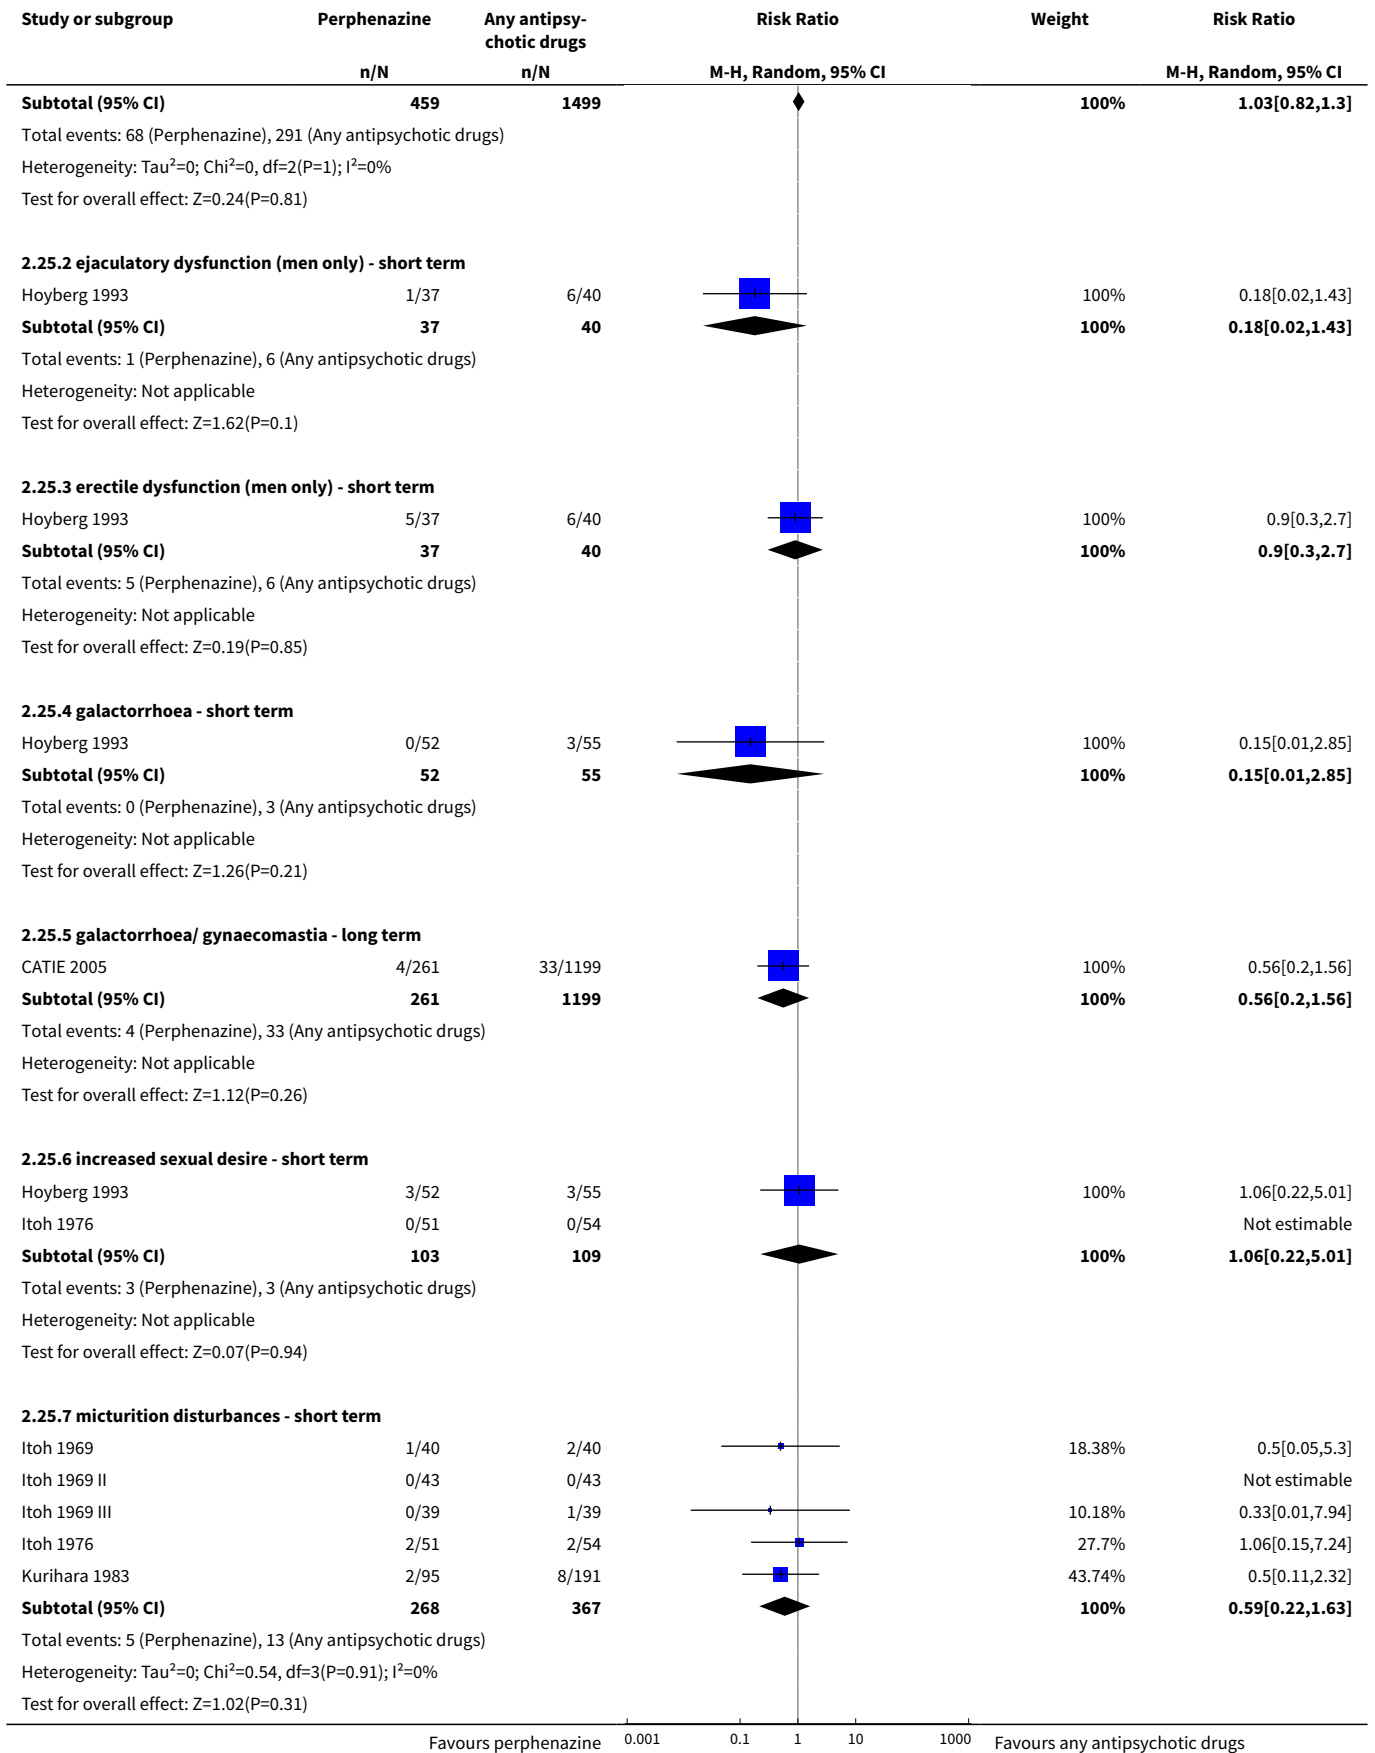 Study or subgroup Perphenazine Any antipsy- Risk Ratio Weight Risk Ratio
chotic drugs
n/N n/N M-H, Random, 95% CI M-H, Random, 95% CI
Subtotal (95% CI) 459 1499 100% 1.03[0.82,1.3]
Total events: 68 (Perphenazine), 291 (Any antipsychotic drugs)
Heterogeneity: Tau²=0; Chi²=0, df=2(P=1); I²=0%
Test for overall effect: Z=0.24(P=0.81)
2.25.2 ejaculatory dysfunction (men only) - short term
Hoyberg 1993 1/37 6/40 100% 0.18[0.02,1.43]
Subtotal (95% CI) 37 40 100% 0.18[0.02,1.43]
Total events: 1 (Perphenazine), 6 (Any antipsychotic drugs)
Heterogeneity: Not applicable
Test for overall effect: Z=1.62(P=0.1)
2.25.3 erectile dysfunction (men only) - short term
Hoyberg 1993 5/37 6/40 100% 0.9[0.3,2.7]
Subtotal (95% CI) 37 40 100% 0.9[0.3,2.7]
Total events: 5 (Perphenazine), 6 (Any antipsychotic drugs)
Heterogeneity: Not applicable
Test for overall effect: Z=0.19(P=0.85)
2.25.4 galactorrhoea - short term
Hoyberg 1993 0/52 3/55 100% 0.15[0.01,2.85]
Subtotal (95% CI) 52 55 100% 0.15[0.01,2.85]
Total events: 0 (Perphenazine), 3 (Any antipsychotic drugs)
Heterogeneity: Not applicable
Test for overall effect: Z=1.26(P=0.21)
2.25.5 galactorrhoea/ gynaecomastia - long term
CATIE 2005 4/261 33/1199 100% 0.56[0.2,1.56]
Subtotal (95% CI) 261 1199 100% 0.56[0.2,1.56]
Total events: 4 (Perphenazine), 33 (Any antipsychotic drugs)
Heterogeneity: Not applicable
Test for overall effect: Z=1.12(P=0.26)
2.25.6 increased sexual desire - short term
Hoyberg 1993 3/52 3/55 100% 1.06[0.22,5.01]
Itoh 1976 0/51 0/54 Not estimable
Subtotal (95% CI) 103 109 100% 1.06[0.22,5.01]
Total events: 3 (Perphenazine), 3 (Any antipsychotic drugs)
Heterogeneity: Not applicable
Test for overall effect: Z=0.07(P=0.94)
2.25.7 micturition disturbances - short term
Itoh 1969 1/40 2/40 18.38% 0.5[0.05,5.3]
Itoh 1969 II 0/43 0/43 Not estimable
Itoh 1969 III 0/39 1/39 10.18% 0.33[0.01,7.94]
Itoh 1976 2/51 2/54 27.7% 1.06[0.15,7.24]
Kurihara 1983 2/95 8/191 43.74% 0.5[0.11,2.32]
Subtotal (95% CI) 268 367 100% 0.59[0.22,1.63]
Total events: 5 (Perphenazine), 13 (Any antipsychotic drugs)
Heterogeneity: Tau²=0; Chi²=0.54, df=3(P=0.91); I²=0%
Test for overall effect: Z=1.02(P=0.31)
Favours perphenazine 0.001 0.1 1 10 1000 Favours any antipsychotic drugs